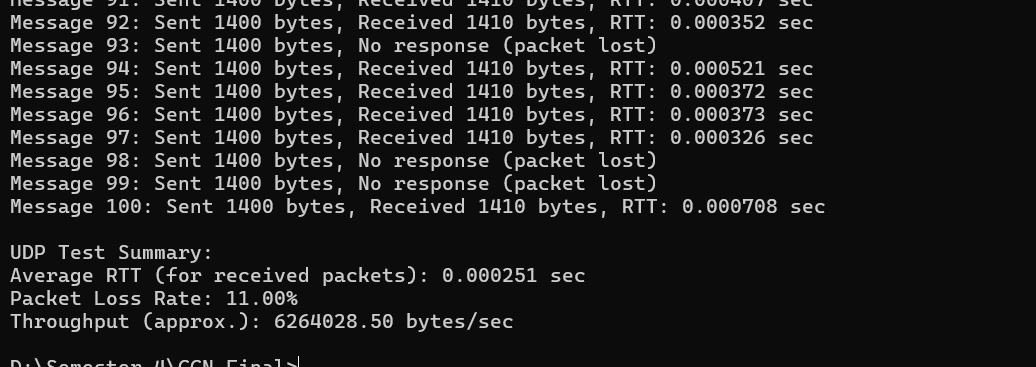 Message 91: Sent 1400 bytes, Received 1410 bytes, RTT: 0.000407 sec
Message 92: Sent 1400 bytes, Received 1410 bytes, RTT: 0.000352 sec
Message 93: Sent 1400 bytes, No response (packet lost)
Message 94: Sent 1400 bytes, Received 1410 bytes, RTT: 0.000521 sec
Message 95: Sent 1400 bytes, Received 1410 bytes, RTT: 0.000372 sec
Message 96: Sent 1400 bytes, Received 1410 bytes, RTT: 0.000373 sec
Message 97: Sent 1400 bytes, Received 1410 bytes, RTT: 0.000326 sec
Message 98: Sent 1400 bytes, No response (packet lost)
Message 99: Sent 1400 bytes, No response (packet lost)
Message 100: Sent 1400 bytes, Received 1410 bytes, RTT: 0.000708 sec
UDP Test Summary:
Average RTT (for received packets): 0.000251 sec
Packet Loss Rate: 11.00%
Throughput (approx.): 6264028.50 bytes/sec
D:\Semester 4\CCN Final>